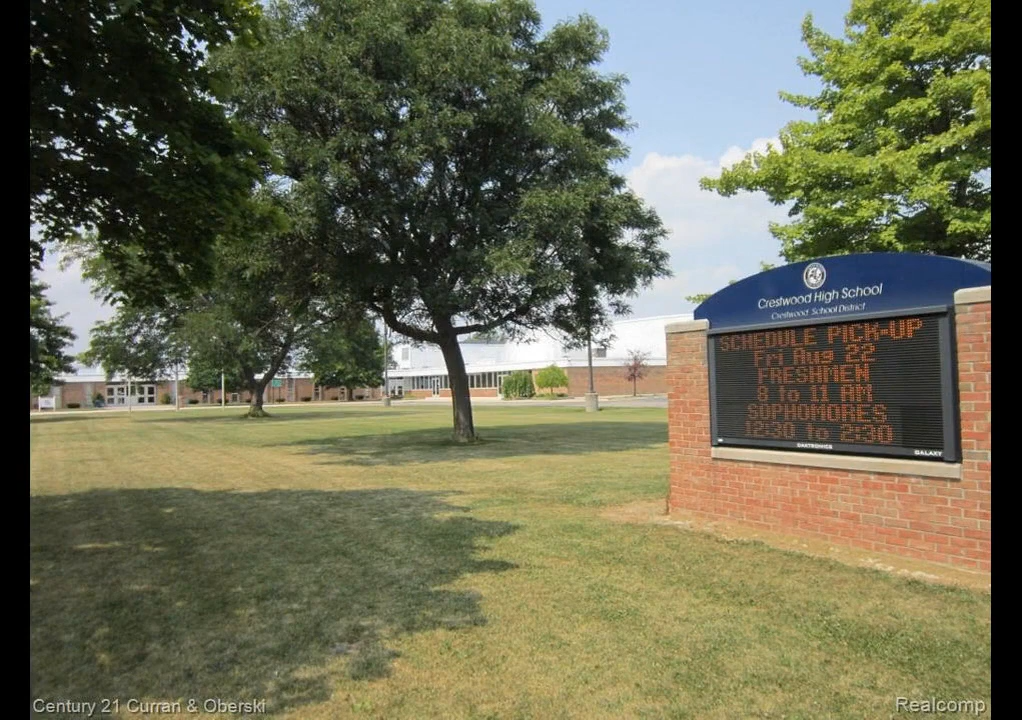 Crestwood High School
Crestwood School District
SCHEDULE PICK-UP
Fri Aug 22
FRESHMEN
8 to 11 AM
SOPHOMORES
12:30 to 2:30
DAKTRONICS
GALAXY
Century 21 Curran & Oberski
Realcomp